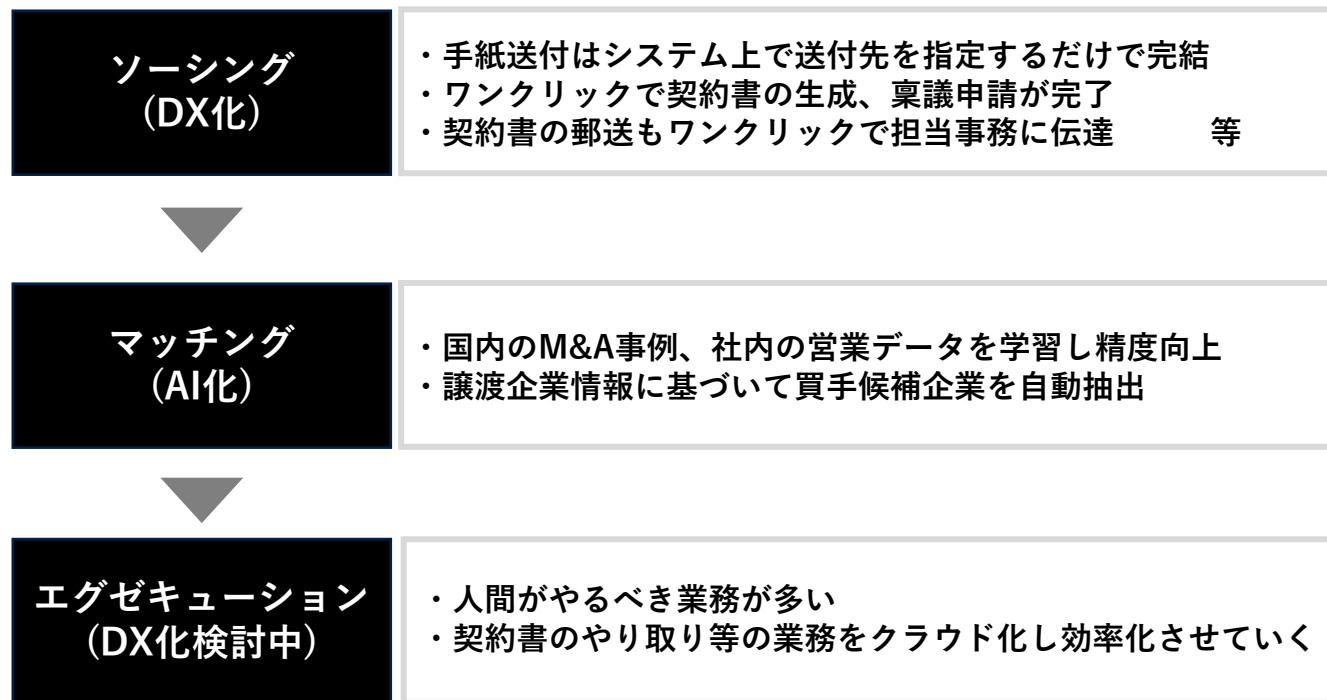 ソーシング
(DX化)
・手紙送付はシステム上で送付先を指定するだけで完結
・ワンクリックで契約書の生成、稟議申請が完了
・契約書の郵送もワンクリックで担当事務に伝達　　　等
マッチング
(AI化)
・国内のM&A事例、社内の営業データを学習し精度向上
・譲渡企業情報に基づいて買手候補企業を自動抽出
エグゼキューション
(DX化検討中)
・人間がやるべき業務が多い
・契約書のやり取り等の業務をクラウド化し効率化させていく